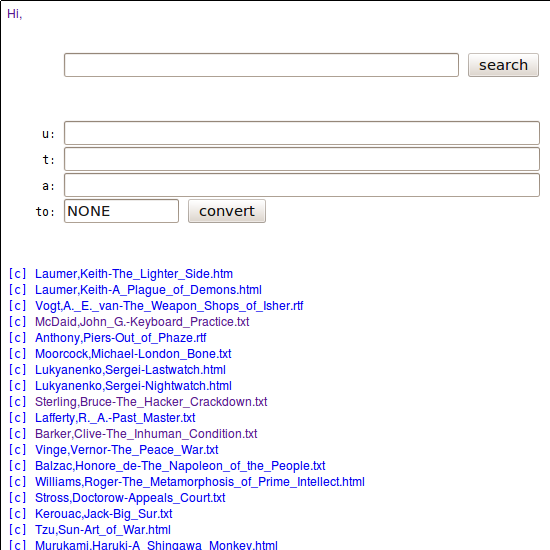 Hi,
search
u:
t:
a:
to: NONE convert
[c] Laumer,Keith-The_Lighter_Side.htm
[c] Laumer,Keith-A_Plague_of_Demons.html
[c] Vogt,A._E._van-The_Weapon_Shops_of_Isher.rtf
[c] McDaid,John_G.-Keyboard_Practice.txt
[c] Anthony,Piers-Out_of_Phaze.rtf
[c] Moorcock,Michael-London_Bone.txt
[c] Lukyanenko,Sergei-Lastwatch.html
[c] Lukyanenko,Sergei-Nightwatch.html
[c] Sterling,Bruce-The_Hacker_Crackdown.txt
[c] Lafferty,R._A.-Past_Master.txt
[c] Barker,Clive-The_Inhuman_Condition.txt
[c] Vinge,Vernor-The_Peace_War.txt
[c] Balzac,Honore_de-The_Napoleon_of_the_People.txt
[c] Williams,Roger-The_Metamorphosis_of_Prime_Intellect.html
[c] Stross,Doctorow-Appeals_Court.txt
[c] Kerouac,Jack-Big_Sur.txt
[c] Tzu,Sun-Art_of_War.html
[c] Murukami,Haruki-A_Shingawa_Monkey.html